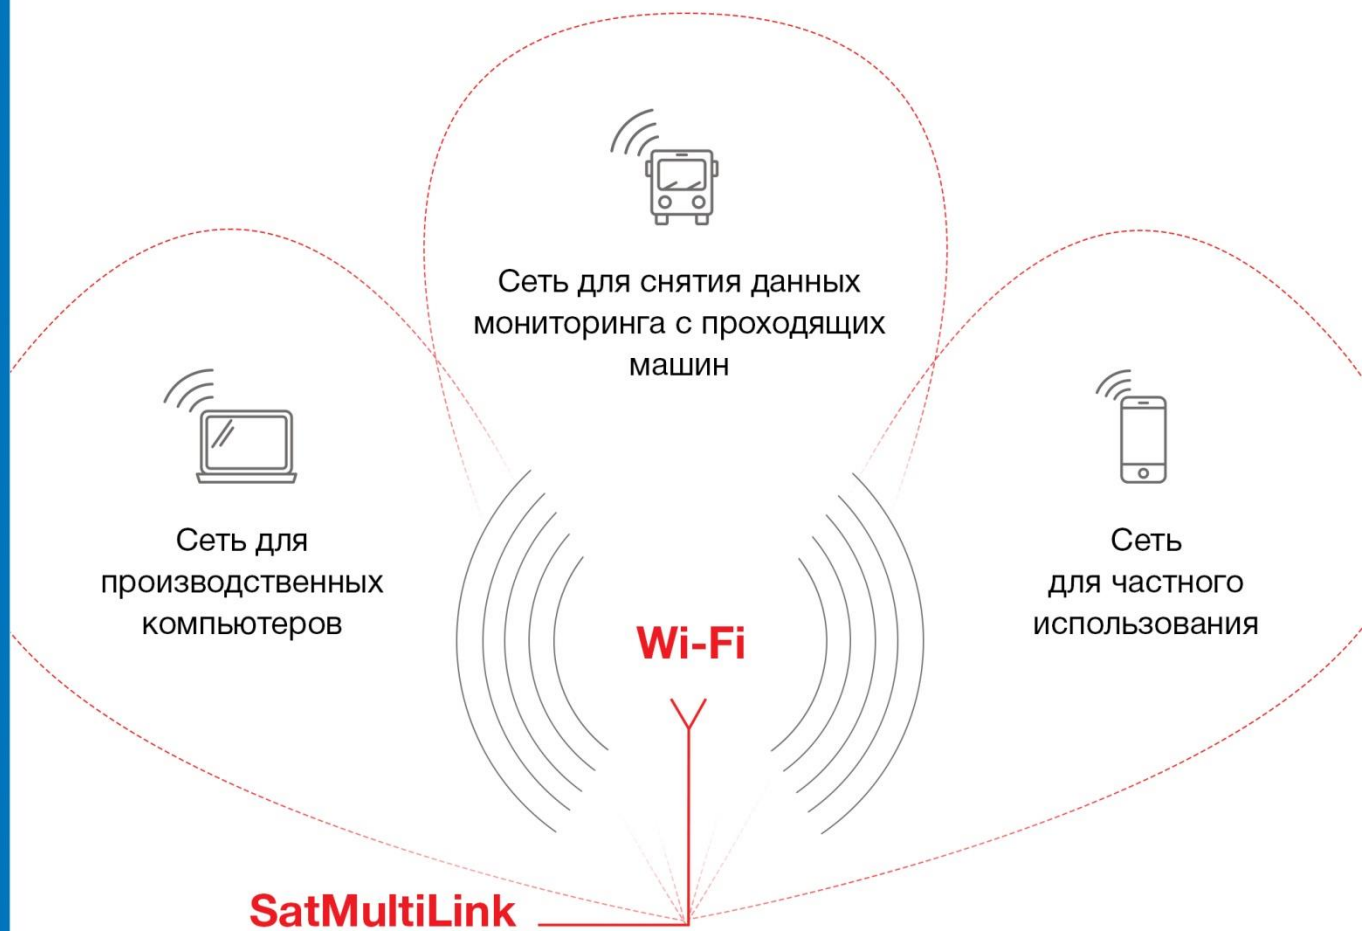 Сеть для снятия данных
мониторинга с проходящих
машин
Сеть для
производственных
компьютеров
Сеть
для частного
использования
Wi-Fi
SatMultiLink